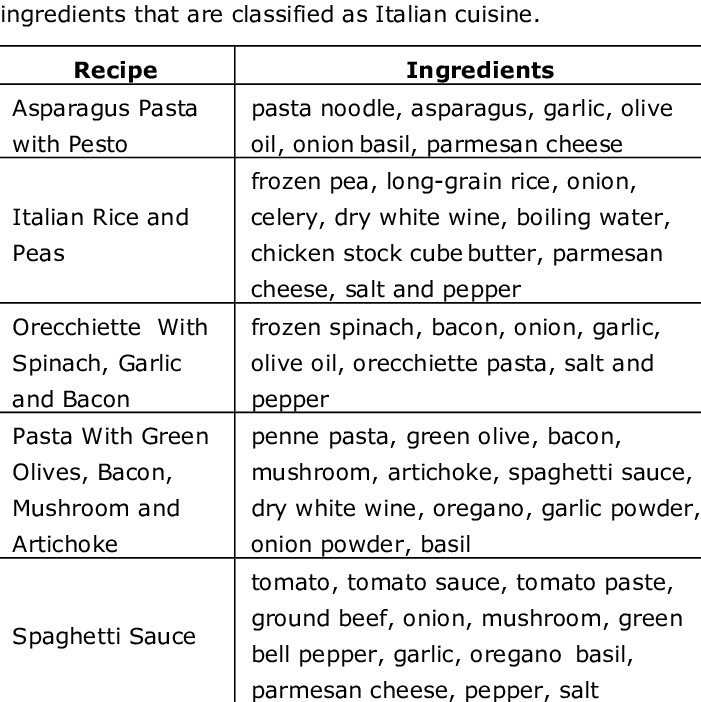 ingredients that are classified as Italian cuisine.
Recipe
Ingredients
Asparagus Pasta
with Pesto
pasta noodle, asparagus, garlic, olive
oil, onion basil, parmesan cheese
Italian Rice and
Peas
frozen pea, long-grain rice, onion,
celery, dry white wine, boiling water,
chicken stock cube butter, parmesan
cheese, salt and pepper
Orecchiette With
Spinach, Garlic
and Bacon
frozen spinach, bacon, onion, garlic,
olive oil, orecchiette pasta, salt and
pepper
Pasta With Green
Olives, Bacon,
Mushroom and
Artichoke
penne pasta, green olive, bacon,
mushroom, artichoke, spaghetti sauce,
dry white wine, oregano, garlic powder,
onion powder, basil
Spaghetti Sauce
tomato, tomato sauce, tomato paste,
ground beef, onion, mushroom, green
bell pepper, garlic, oregano basil,
parmesan cheese, pepper, salt